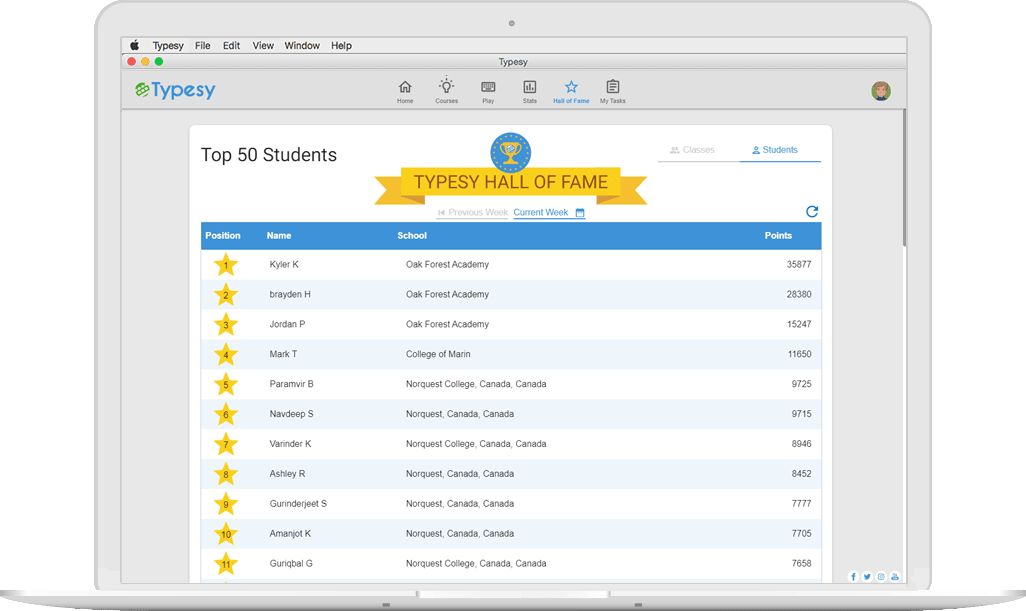 Typesy File Edit View Window Help
Typesy
Typesy
Home Courses Play Stats Hall of Fame My Tasks
Top 50 Students
TYPESY HALL OF FAME
Classes Students
Previous Week Current Week
Position Name School Points
1 Kyler K Oak Forest Academy 35877
2 brayden H Oak Forest Academy 28380
3 Jordan P Oak Forest Academy 15247
4 Mark T College of Marin 11650
5 Paramvir B Norquest College, Canada, Canada 9725
6 Navdeep S Norquest, Canada, Canada 9715
7 Varinder K Norquest College, Canada, Canada 8946
8 Ashley R Norquest, Canada, Canada 8452
9 Gurinderjeet S Norquest, Canada, Canada 7777
10 Amanjot K Norquest, Canada, Canada 7705
11 Guriqbal G Norquest College, Canada, Canada 7658